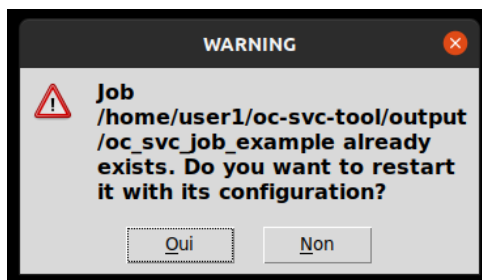 WARNING
Job
/home/user1/oc-svc-tool/output
/oc_svc_job_example already
exists. Do you want to restart
it with its configuration?
Oui
Non